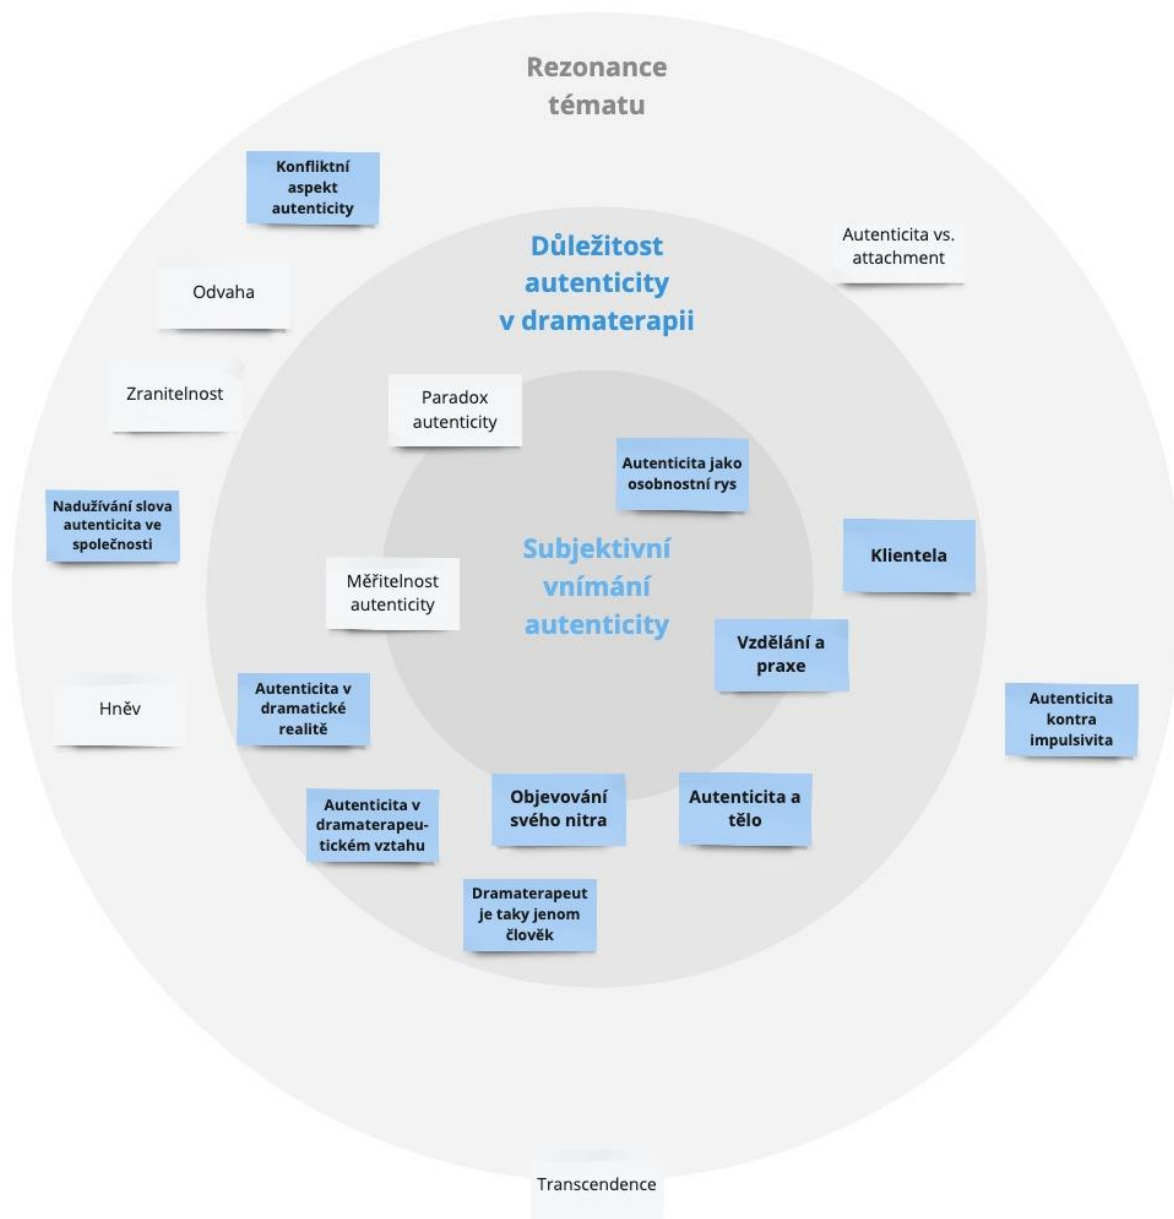 Rezonance
tématu
Konfliktní
aspekt
autenticity
Autenticita vs.
attachment
Důležitost
autenticity
v dramaterapii
Odvaha
Zranitelnost
Paradox
autenticity
Autenticita jako
osobnostní rys
Nadužívání slova
autenticita ve
společnosti
Klientela
Subjektivní
vnímání
autenticity
Měřitelnost
autenticity
Vzdělání a
praxe
Autenticita v
dramatické
realitě
Hněv
Autenticita
kontra
impulsivita
Autenticita v
dramaterapeu-
tickém vztahu
Objevování
svého nitra
Autenticita a
tělo
Dramaterapeut
je taky jenom
člověk
Transcendence